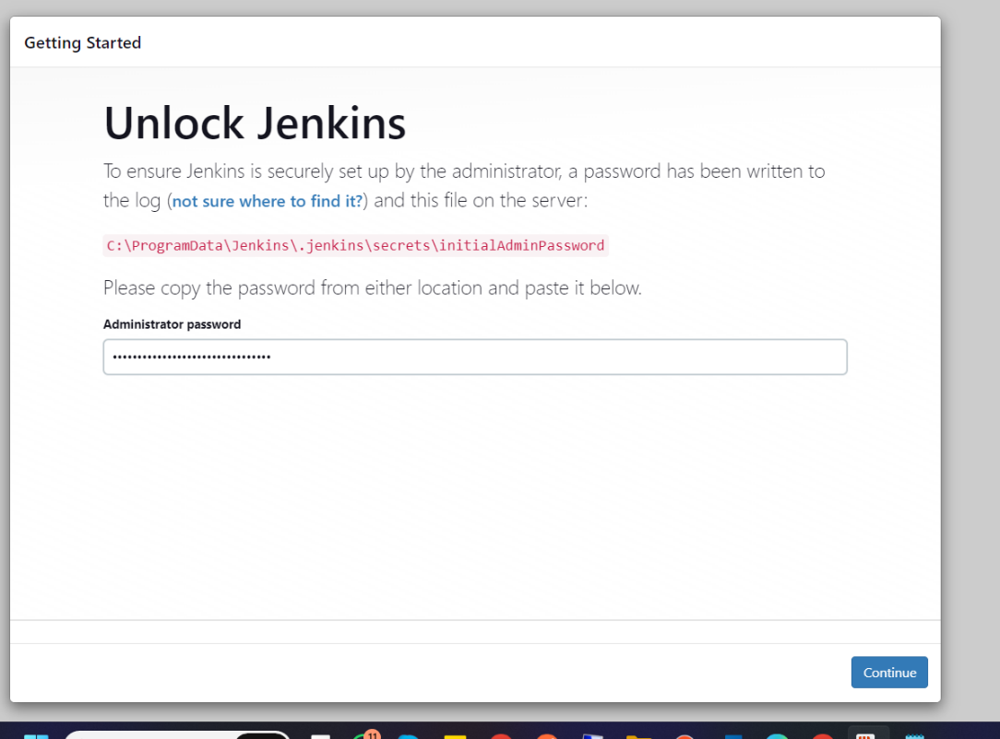 Getting Started
Unlock Jenkins
To ensure Jenkins is securely set up by the administrator, a password has been written to
the log (not sure where to find it?) and this file on the server:
C:\ProgramData\Jenkins\.jenkins\secrets\initialAdminPassword
Please copy the password from either location and paste it below.
Administrator password
••••••••••••••••••••••••••••••••
Continue
11